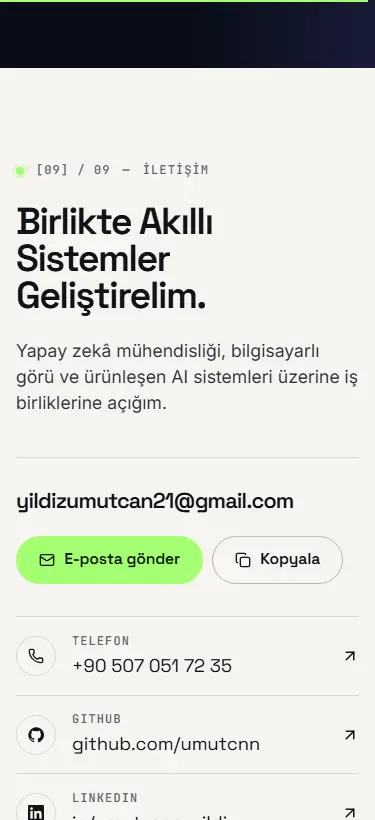 [09] / 09 — İLETİŞİM
Birlikte Akıllı
Sistemler
Geliştirelim.
Yapay zekâ mühendisliği, bilgisayarlı
görü ve ürünleşen AI sistemleri üzerine iş
birliklerine açığım.
yildizumutcan21@gmail.com
E-posta gönder
Kopyala
TELEFON
+90 507 051 72 35
GITHUB
github.com/umutcnn
LINKEDIN